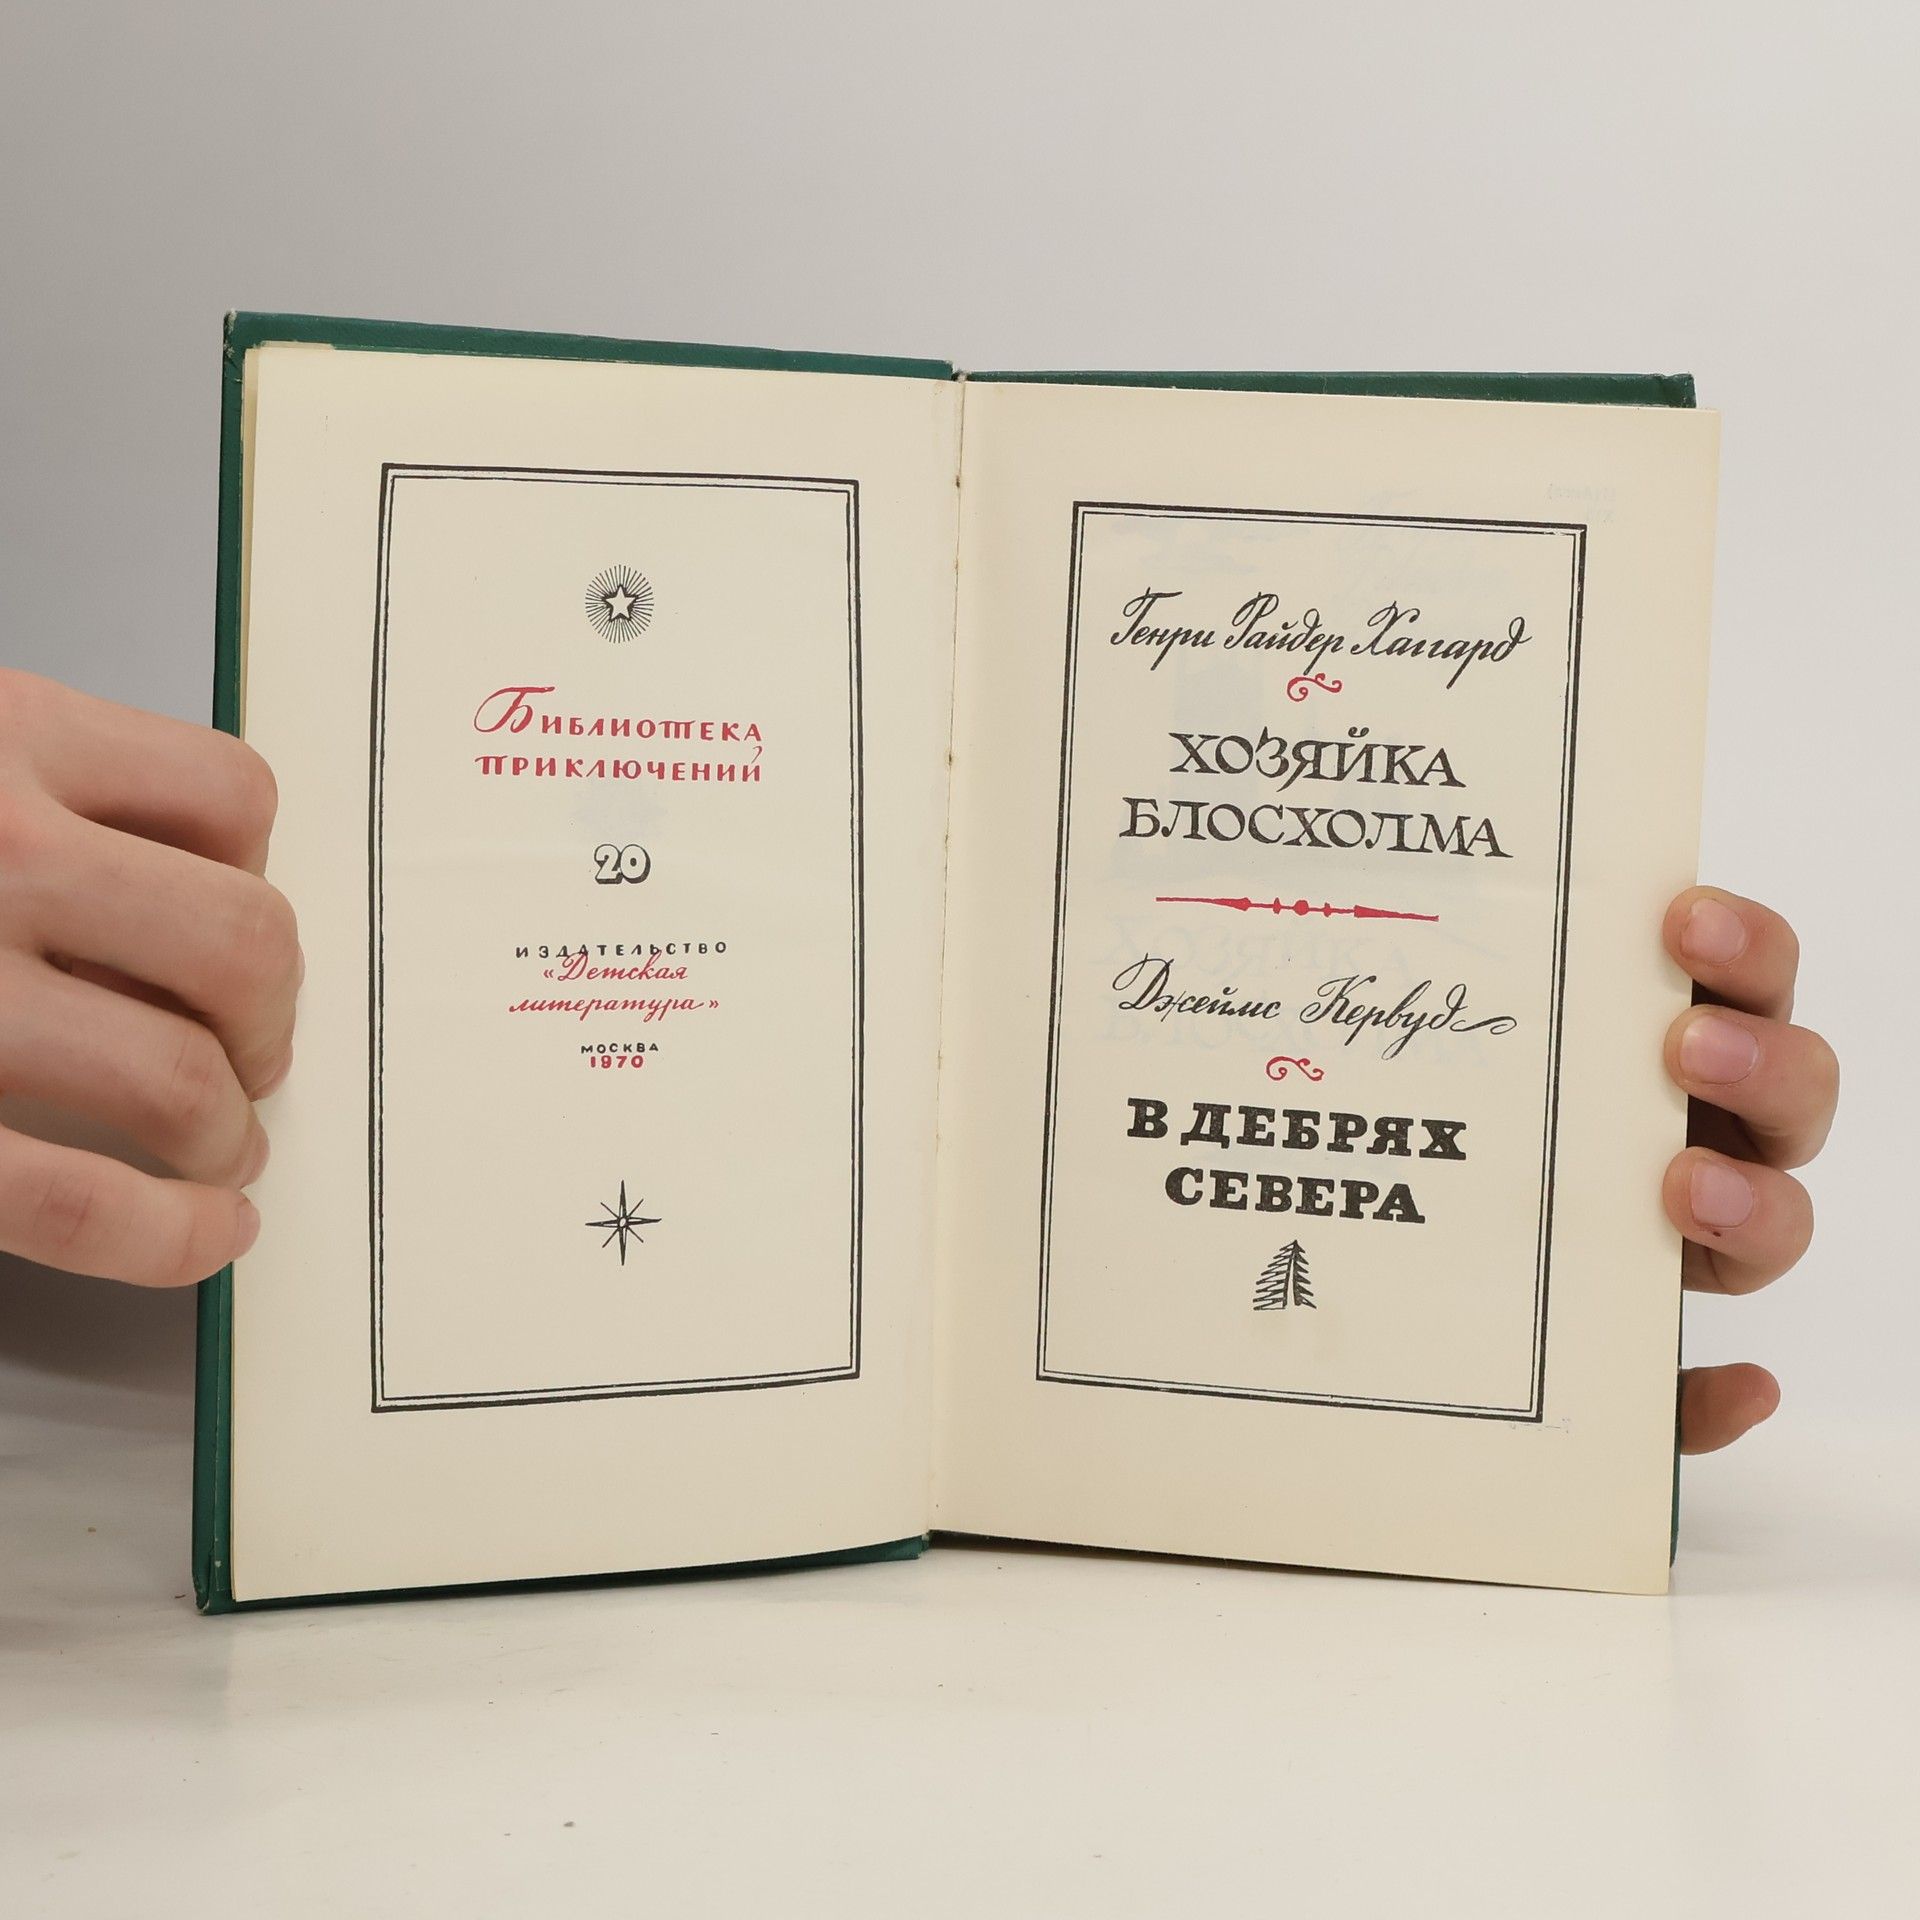 Библиотека
приключений
20
ИЗДАТЕЛЬСТВО
«Детская
литература»
МОСКВА
1970
Генри Райдер Хаггард
ХОЗЯЙКА
БЛОСХОЛМА
Джеймс Кервуд
В ДЕБРЯХ
СЕВЕРА